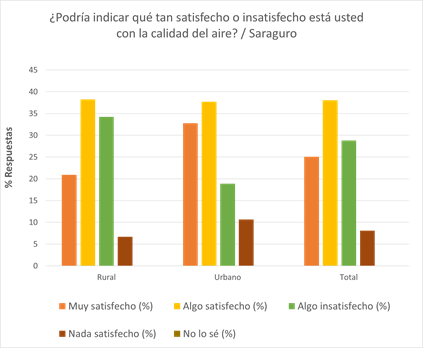 ¿Podría indicar qué tan satisfecho o insatisfecho está usted
con la calidad del aire? / Saraguro
45
40
35
30
25
20
15
10
5
0
% Respuestas
Rural
Urbano
Total
Muy satisfecho (%)
Algo satisfecho (%)
Algo insatisfecho (%)
Nada satisfecho (%)
No lo sé (%)